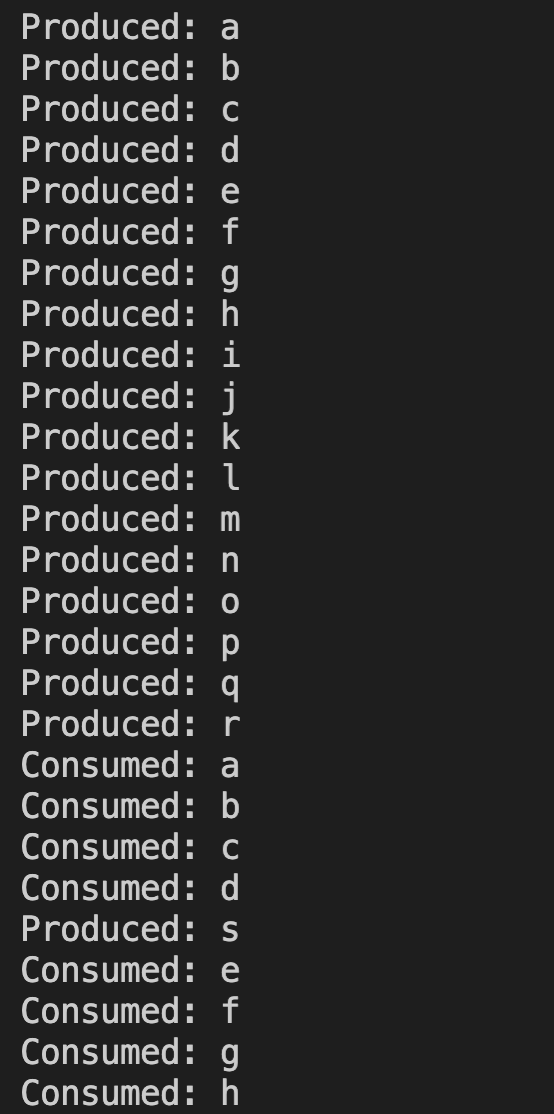 Produced: a
Produced: b
Produced: c
Produced: d
Produced: e
Produced: f
Produced: g
Produced: h
Produced: i
Produced: j
Produced: k
Produced: l
Produced: m
Produced: n
Produced: o
Produced: p
Produced: q
Produced: r
Consumed: a
Consumed: b
Consumed: c
Consumed: d
Produced: s
Consumed: e
Consumed: f
Consumed: g
Consumed: h